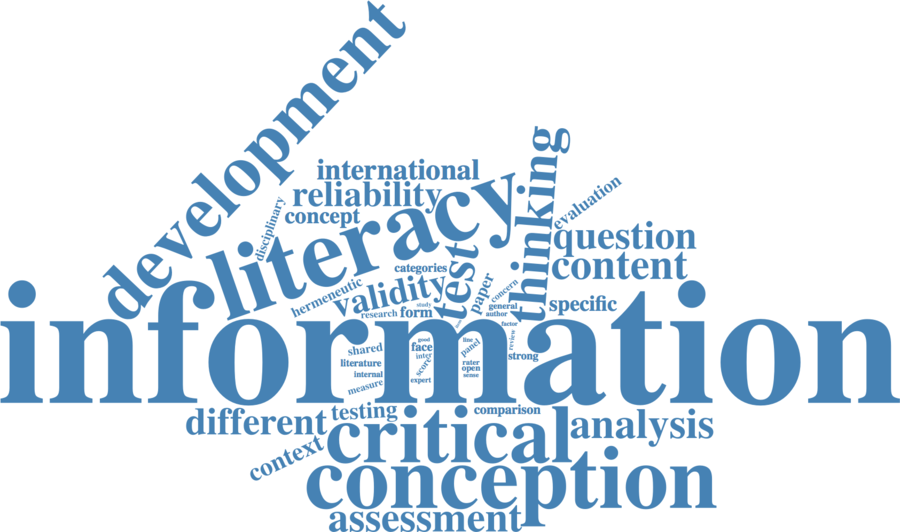 development
international
reliability
concept
disciplinary
literacy
thinking
evaluation
question
content
categories
hermeneutic
validity
test
paper
concern
specific
study
research
form
general
author
factor
information
good
face
inter
score
expert
line
panel
rater
open
sense
review
strong
shared
literature
internal
measure
different
testing
comparison
critical
analysis
context
conception
assessment